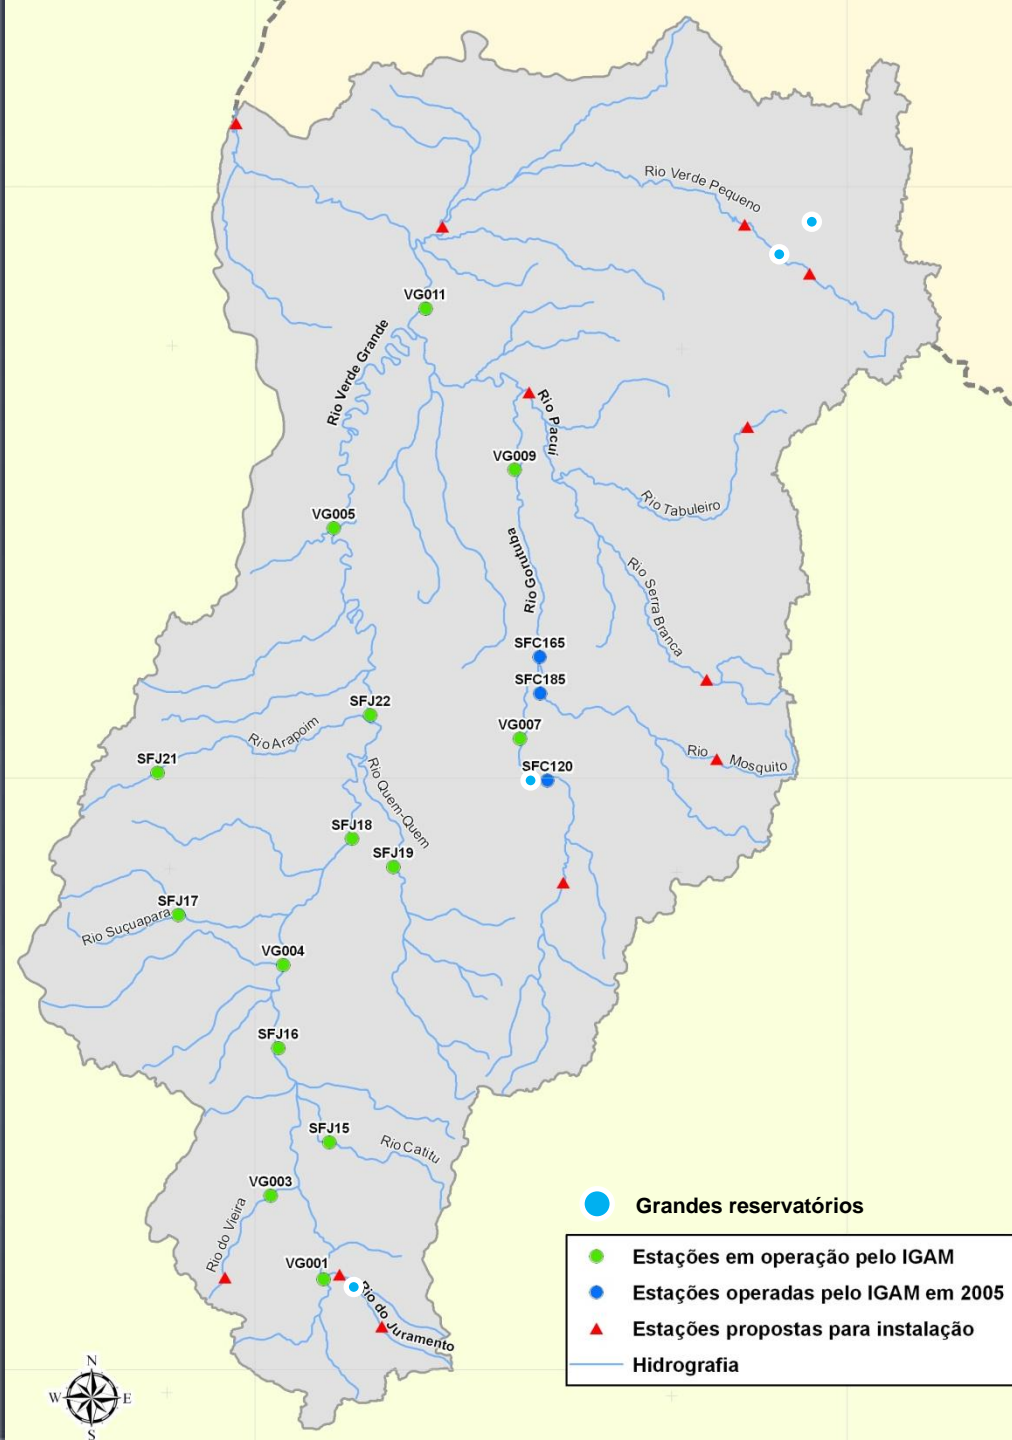 Rio Verde Pequeno
VG011
Rio Verde Grande
Rio Pacuí
VG009
Rio Tabuleiro
VG005
Rio Gorutuba
Rio Serra Branca
SFC165
SFC185
SFJ22
VG007
Rio Arapoim
Rio Mosquito
SFJ21
SFC120
Rio Quem-Quem
SFJ18
SFJ19
SFJ17
Rio Suçuapara
VG004
SFJ16
SFJ15
Rio Catitu
VG003
Rio do Vieira
VG001
Rio do Juramento
Grandes reservatórios
Estações em operação pelo IGAM
Estações operadas pelo IGAM em 2005
Estações propostas para instalação
Hidrografia
N
W E
S